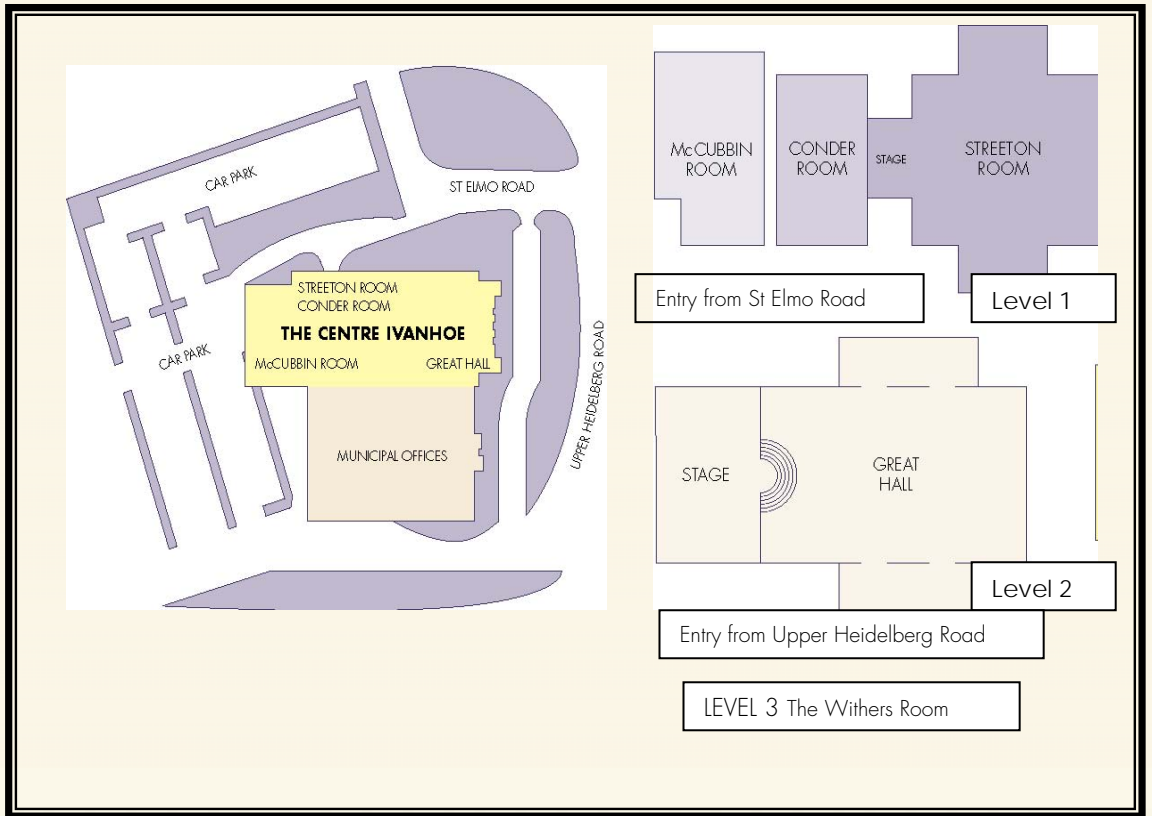 CAR PARK
ST ELMO ROAD
STREETON ROOM
CONDER ROOM
THE CENTRE IVANHOE
McCUBBIN ROOM
GREAT HALL
CAR PARK
UPPER HEIDELBERG ROAD
MUNICIPAL OFFICES
McCUBBIN
ROOM
CONDER
ROOM
STAGE
STREETON
ROOM
Entry from St Elmo Road
Level 1
STAGE
GREAT
HALL
Level 2
Entry from Upper Heidelberg Road
LEVEL 3 The Withers Room